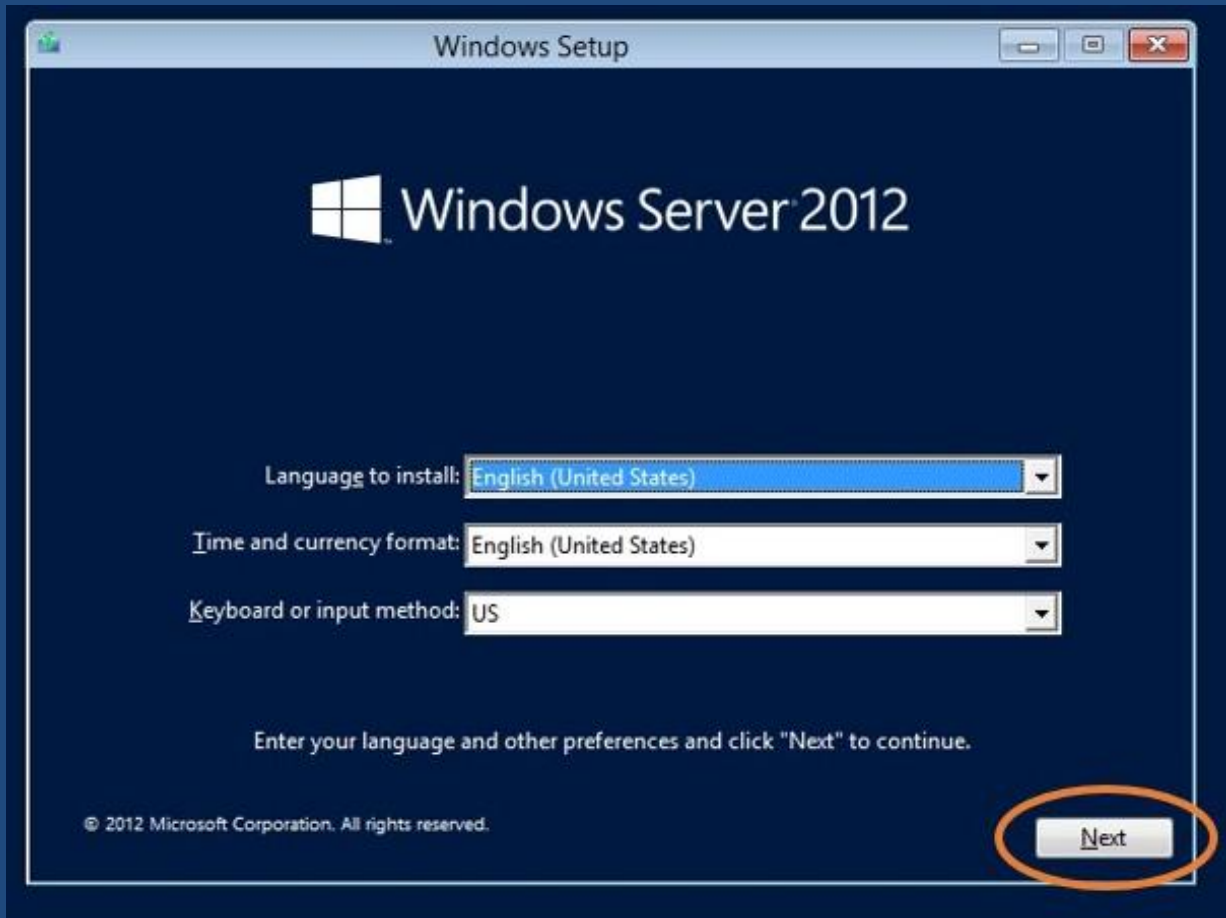 Windows Setup
Windows Server 2012
Language to install: English (United States)
Time and currency format: English (United States)
Keyboard or input method: US
Enter your language and other preferences and click "Next" to continue.
© 2012 Microsoft Corporation. All rights reserved.
Next